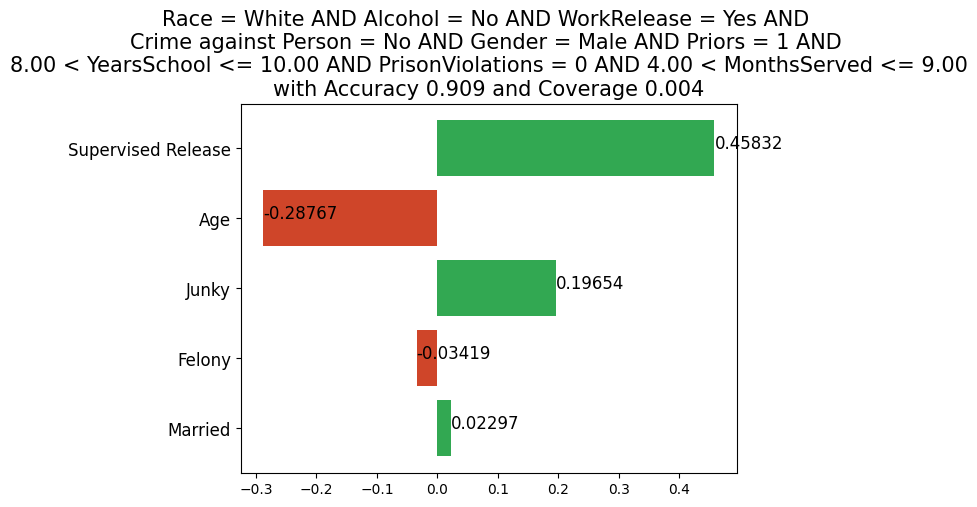 Race = White AND Alcohol = No AND WorkRelease = Yes AND
Crime against Person = No AND Gender = Male AND Priors = 1 AND
8.00 < YearsSchool <= 10.00 AND PrisonViolations = 0 AND 4.00 < MonthsServed <= 9.00
with Accuracy 0.909 and Coverage 0.004
Supervised Release
0.45832
Age
-0.28767
Junky
0.19654
Felony
-0.03419
Married
0.02297
−0.3 −0.2 −0.1 0.0 0.1 0.2 0.3 0.4